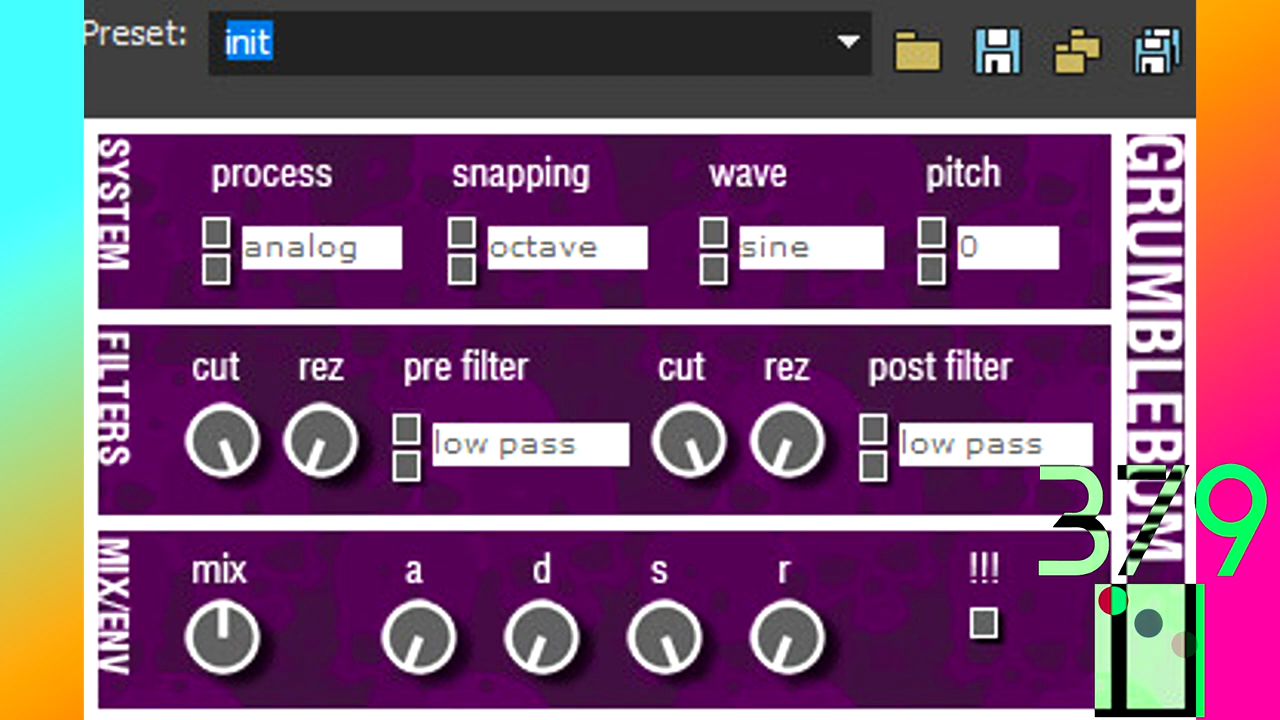 Preset:
init
SYSTEM
process
snapping
wave
pitch
analog
octave
sine
0
FILTERS
cut
rez
pre filter
cut
rez
post filter
low pass
low pass
MIX/ENV
mix
a
d
s
r
!!!
GRUMBLEBUM
379